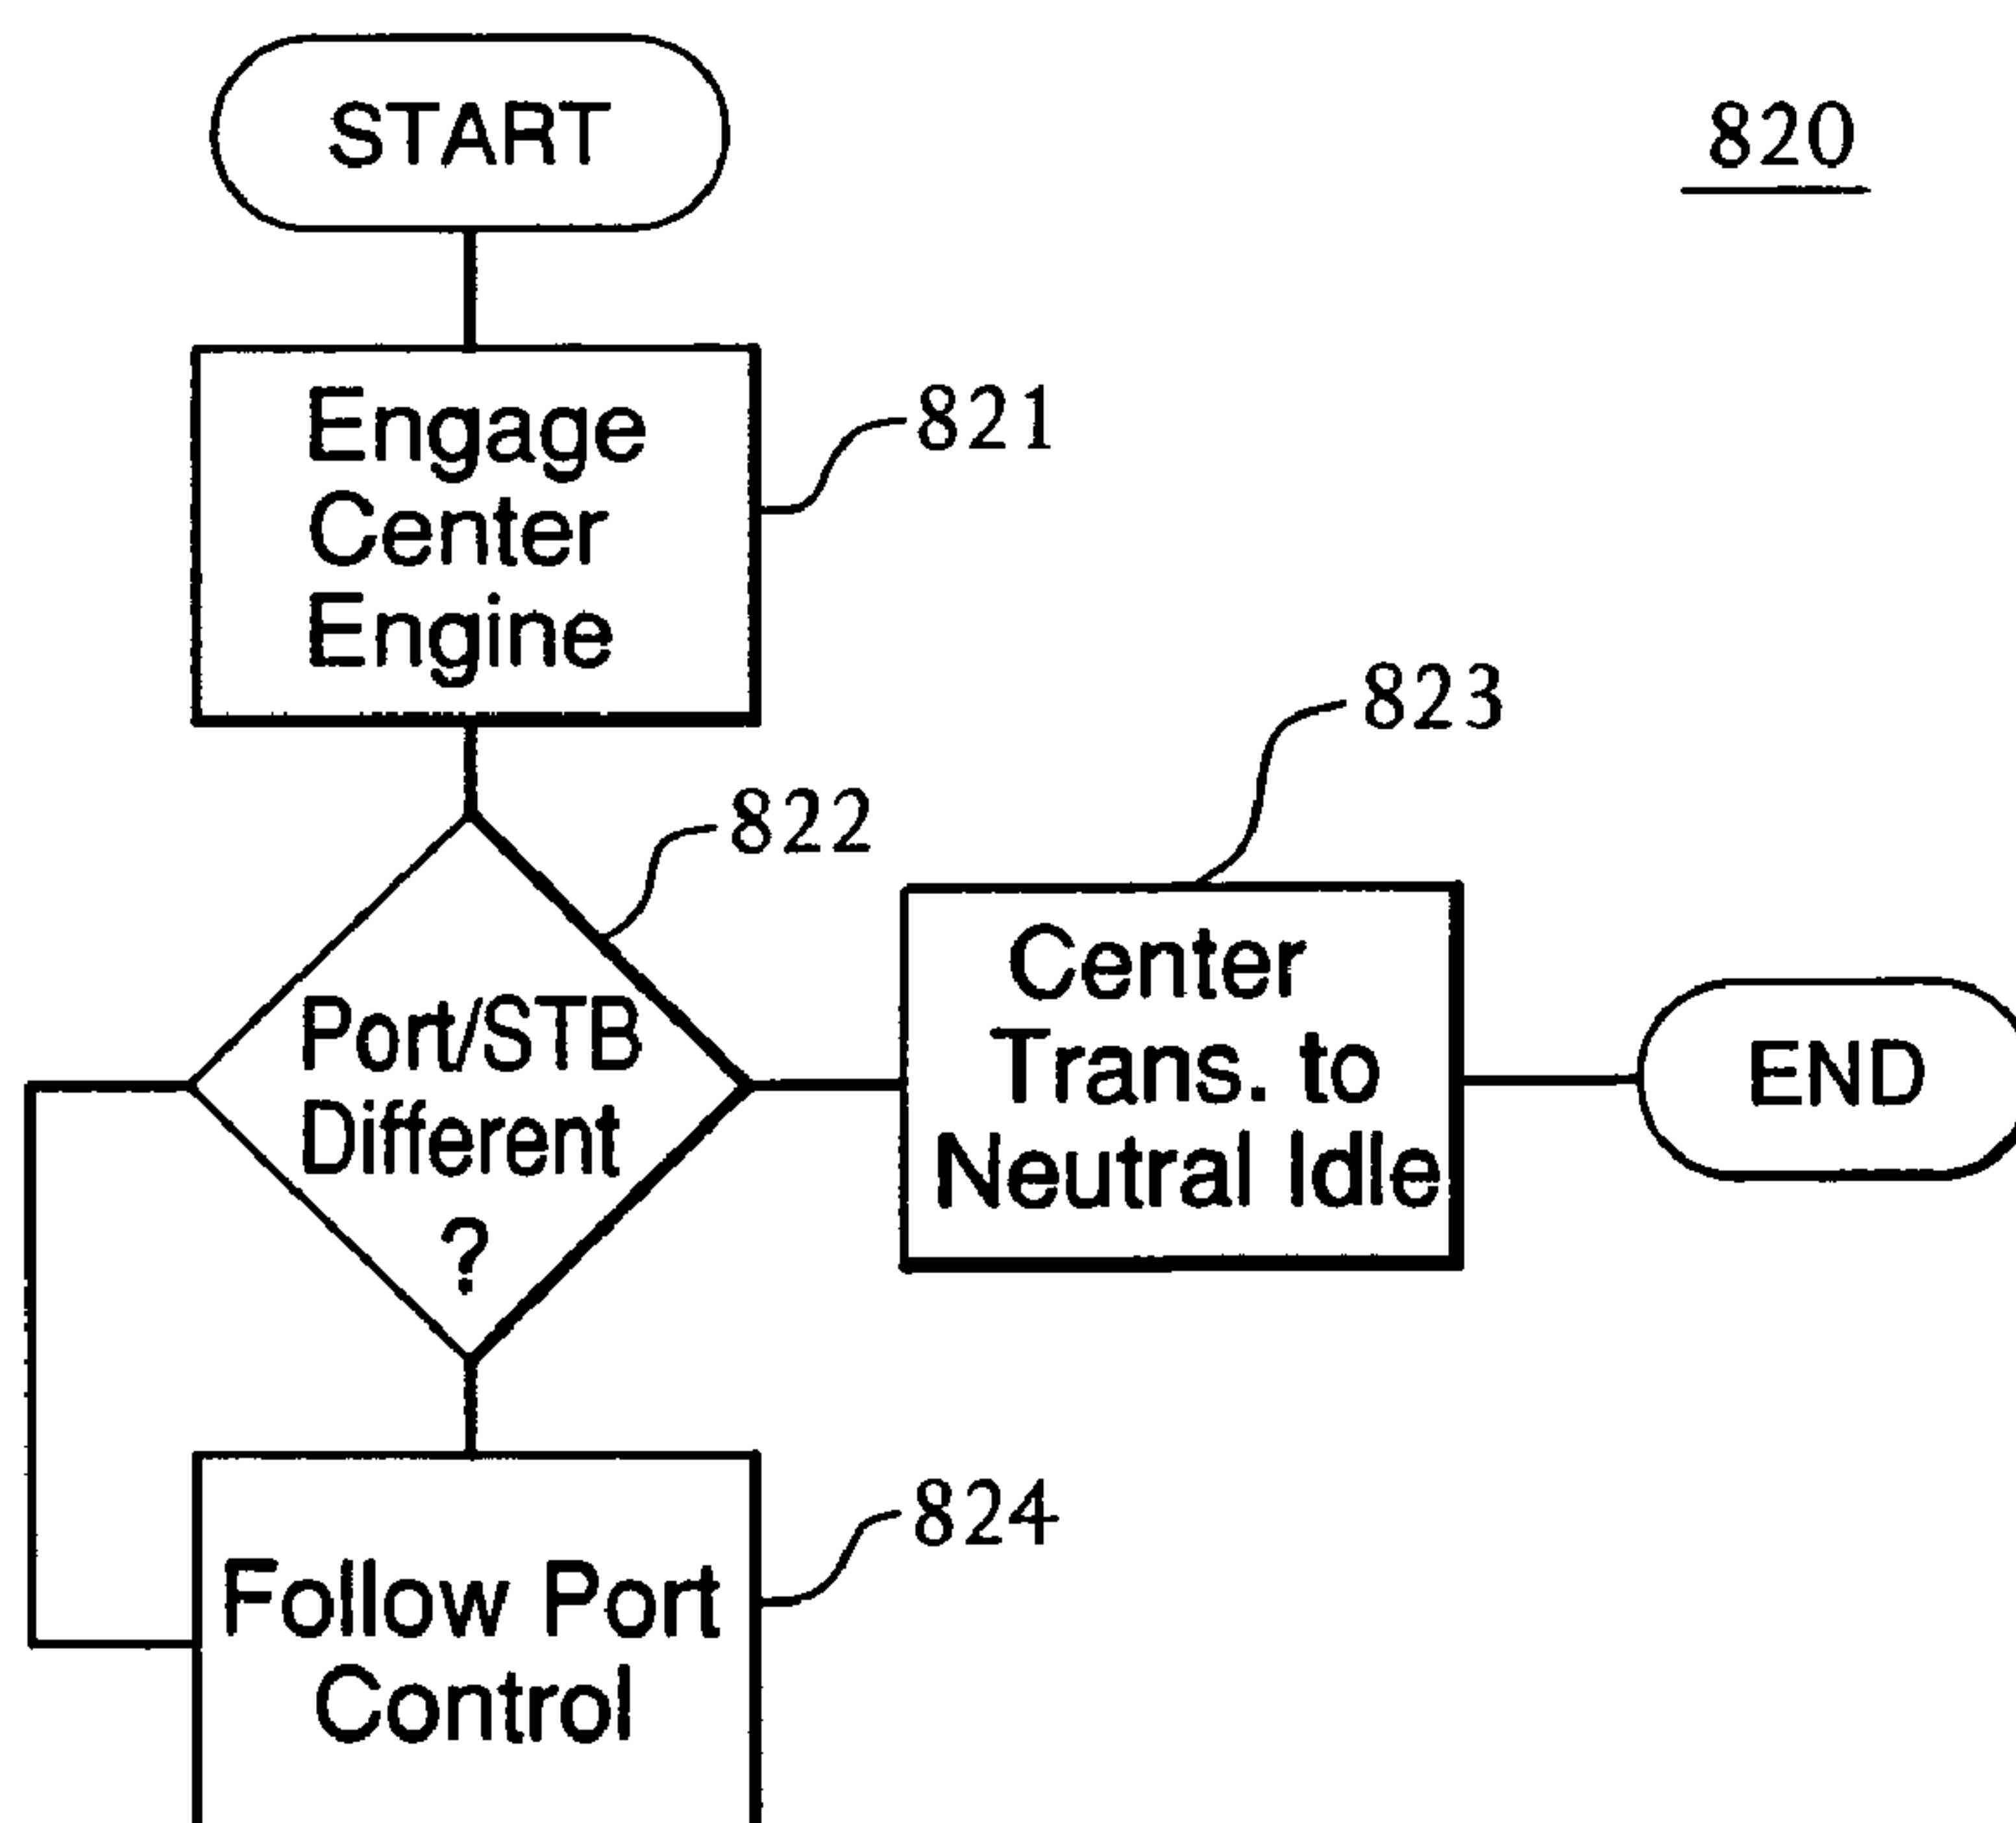 START
820
Engage
Center
Engine
821
822
823
Port/STB
Different
?
Center
Trans. to
Neutral Idle
END
Follow Port
Control
824